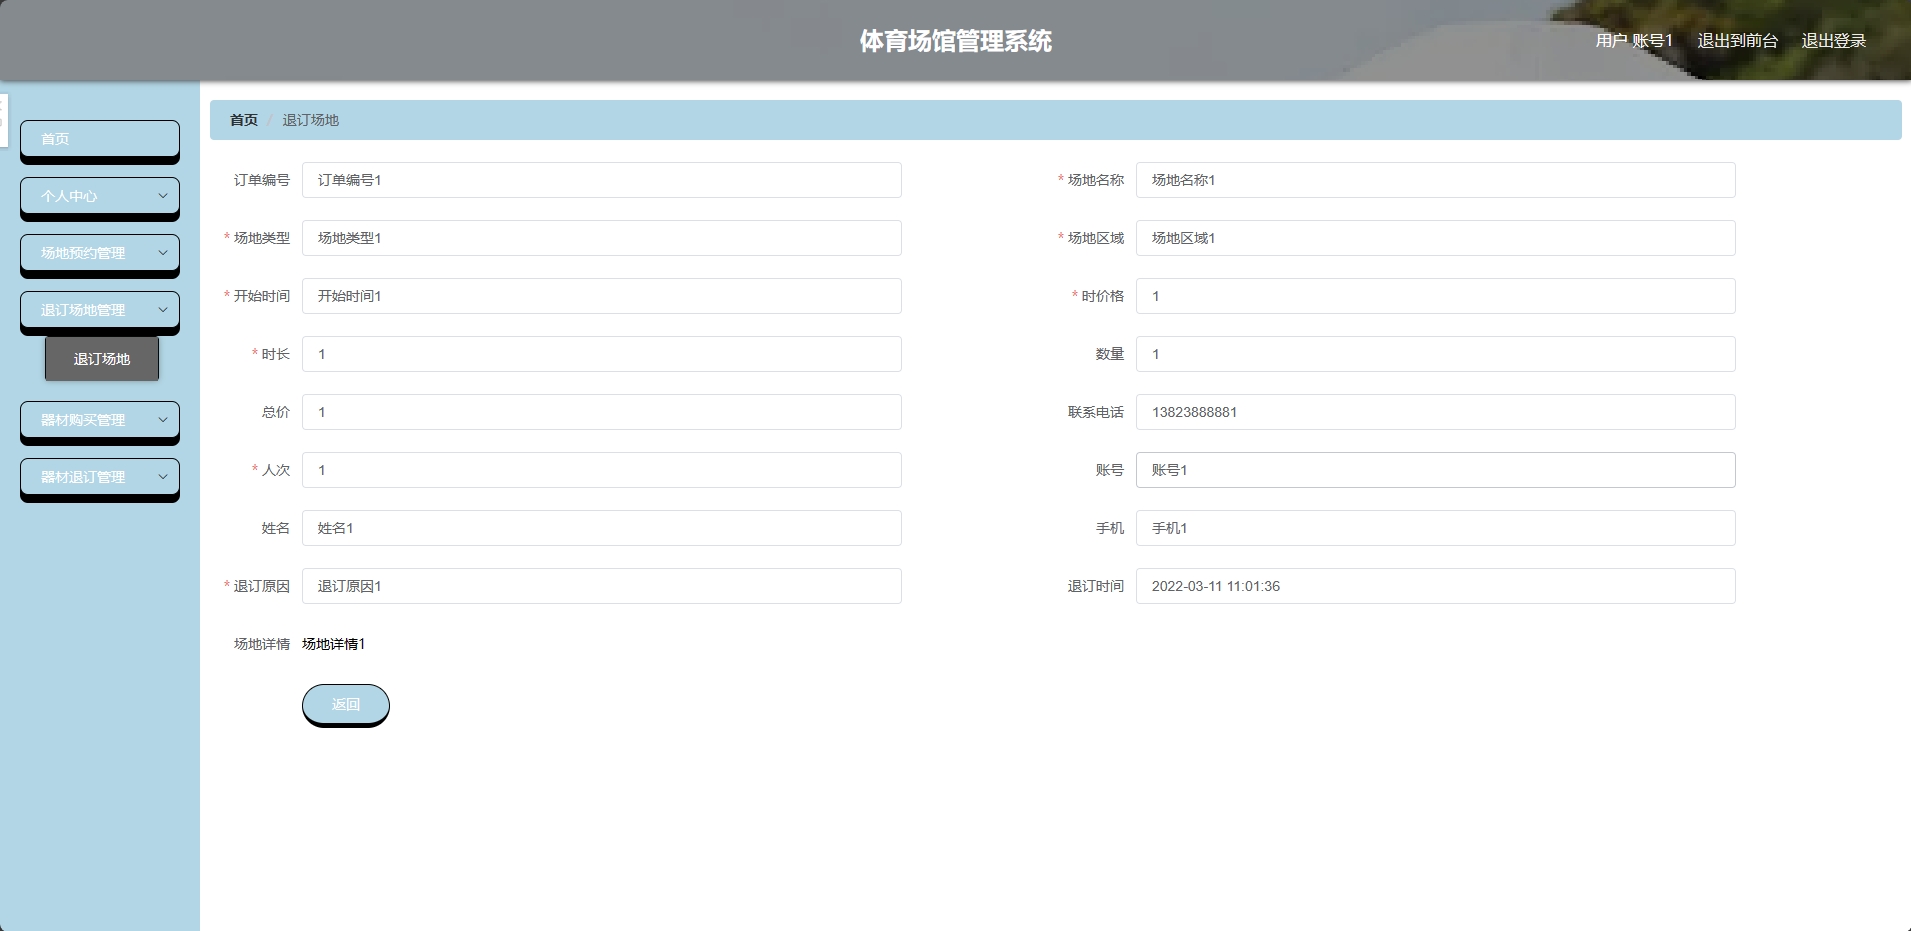 体育场馆管理系统
用户 账号1 退出到前台 退出登录
首页
个人中心
场地预约管理
退订场地管理
退订场地
器材购买管理
器材退订管理
首页 / 退订场地
订单编号 订单编号1 * 场地名称 场地名称1
* 场地类型 场地类型1 * 场地区域 场地区域1
* 开始时间 开始时间1 * 时价格 1
* 时长 1 数量 1
总价 1 联系电话 13823888881
* 人次 1 账号 账号1
姓名 姓名1 手机 手机1
* 退订原因 退订原因1 退订时间 2022-03-11 11:01:36
场地详情 场地详情1
返回